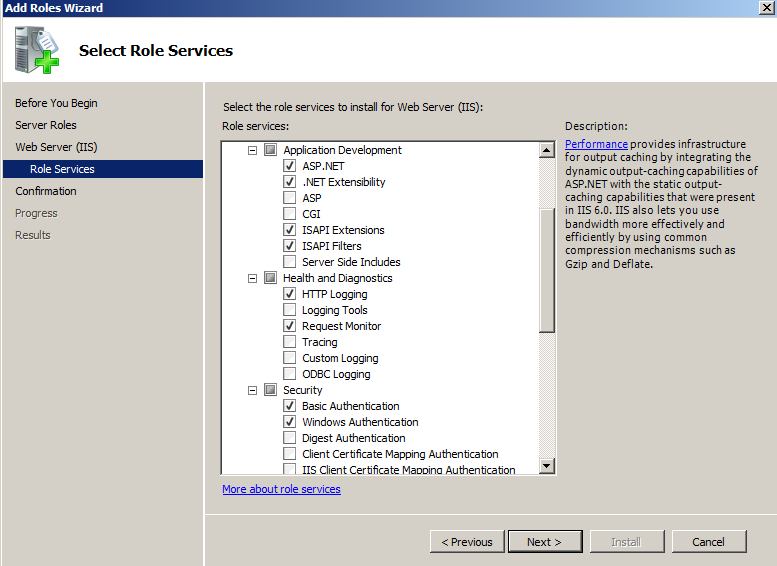 Add Roles Wizard
Select Role Services
Before You Begin
Server Roles
Web Server (IIS)
Role Services
Confirmation
Progress
Results
Select the role services to install for Web Server (IIS):
Role services:
Application Development
ASP.NET
.NET Extensibility
ASP
CGI
ISAPI Extensions
ISAPI Filters
Server Side Includes
Health and Diagnostics
HTTP Logging
Logging Tools
Request Monitor
Tracing
Custom Logging
ODBC Logging
Security
Basic Authentication
Windows Authentication
Digest Authentication
Client Certificate Mapping Authentication
IIS Client Certificate Mapping Authentication
More about role services
Description:
Performance provides infrastructure
for output caching by integrating the
dynamic output-caching capabilities of
ASP.NET with the static output-
caching capabilities that were present
in IIS 6.0. IIS also lets you use
bandwidth more effectively and
efficiently by using common
compression mechanisms such as
Gzip and Deflate.
< Previous
Next >
Install
Cancel